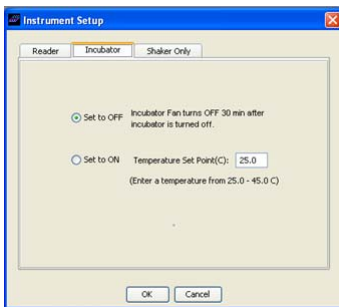 Instrument Setup
Reader
Incubator
Shaker Only
Set to OFF
Incubator Fan turns OFF 30 min after
incubator is turned off.
Set to ON
Temperature Set Point(C): 25.0
(Enter a temperature from 25.0 - 45.0 C)
OK
Cancel